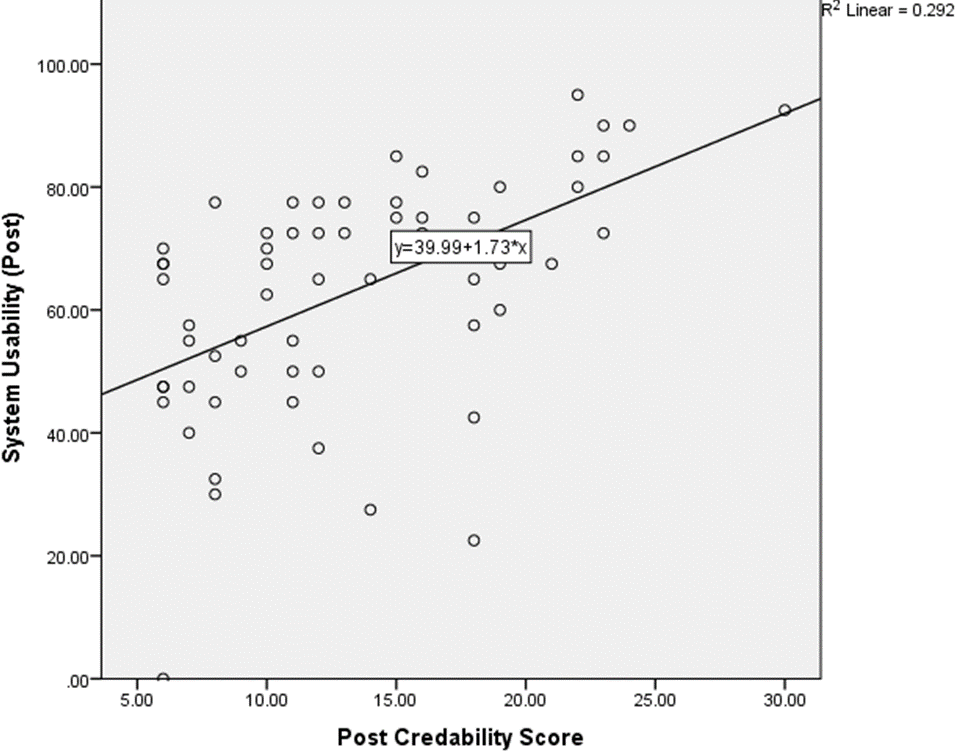 R² Linear = 0.292
100.00
80.00
60.00
40.00
20.00
.00
System Usability (Post)
y=39.99+1.73*x
5.00 10.00 15.00 20.00 25.00 30.00
Post Credability Score